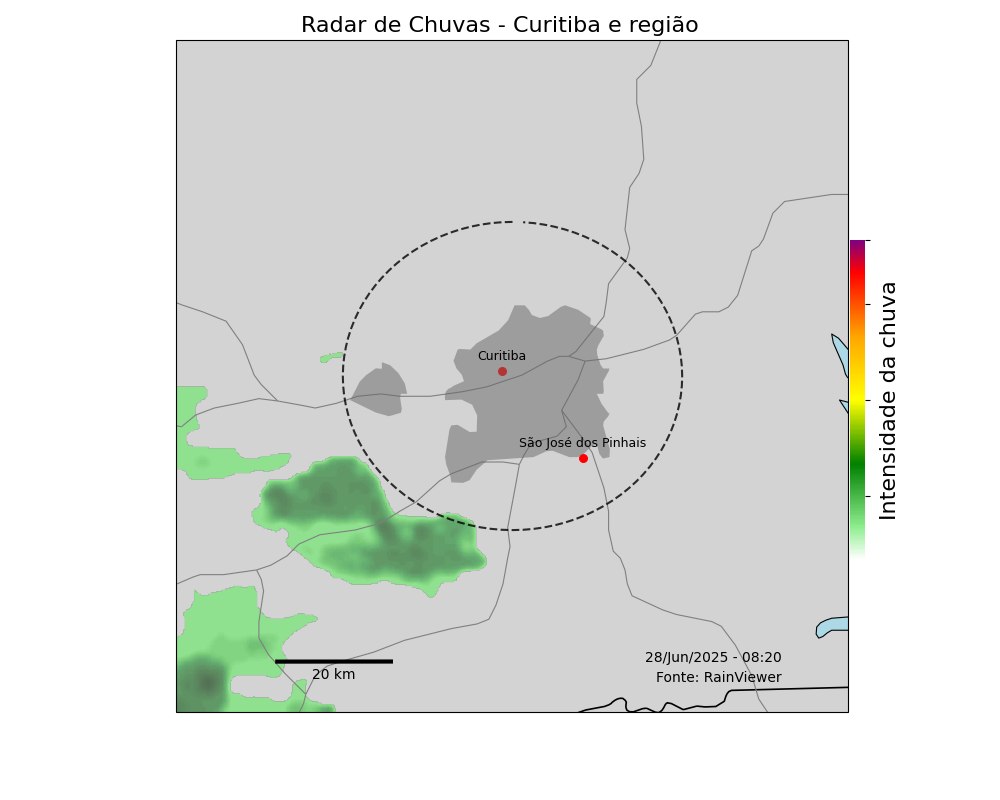 Radar de Chuvas - Curitiba e região
Curitiba
São José dos Pinhais
Intensidade da chuva
28/Jun/2025 - 08:20
20 km
Fonte: RainViewer